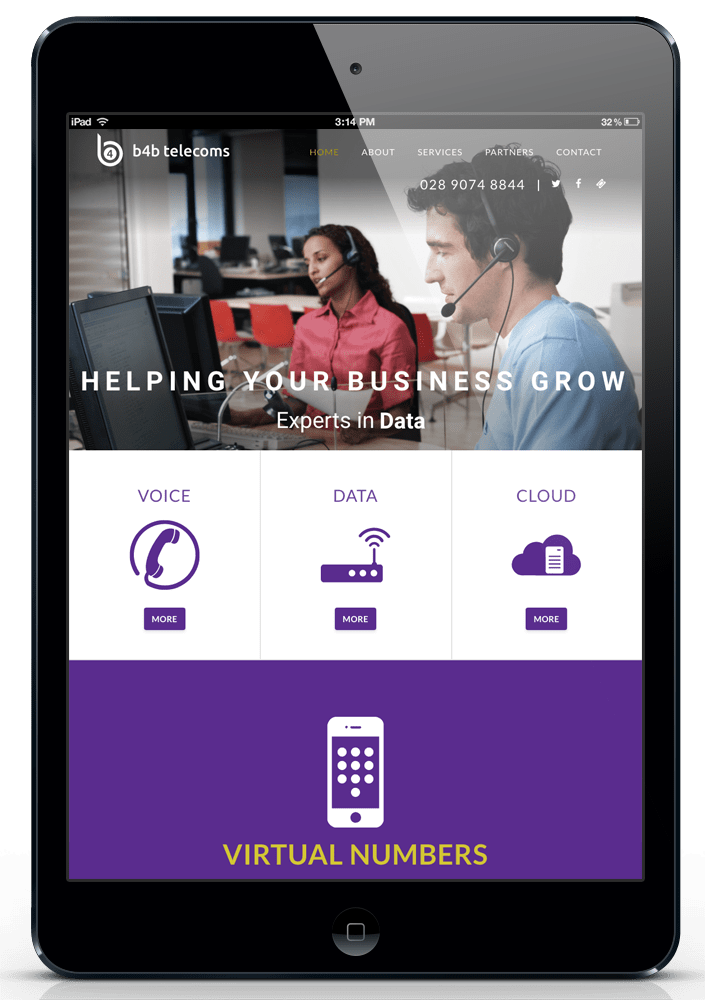 iPad 3:14 PM 32%
4 b4b telecoms HOME ABOUT SERVICES PARTNERS CONTACT
028 9074 8844 |
HELPING YOUR BUSINESS GROW
Experts in Data
VOICE DATA CLOUD
MORE MORE MORE
VIRTUAL NUMBERS